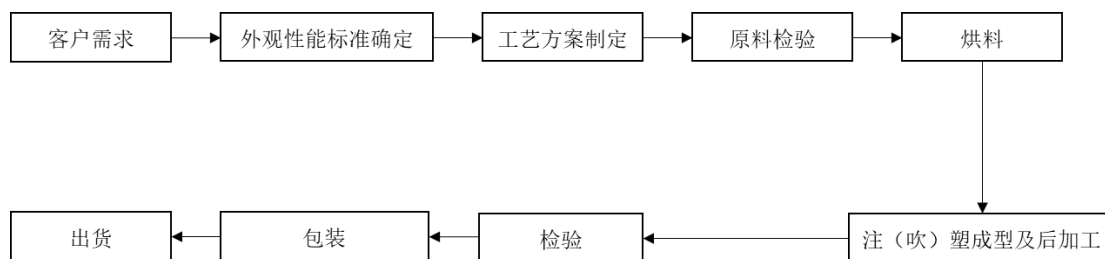 客户需求
外观性能标准确定
工艺方案制定
原料检验
烘料
注（吹）塑成型及后加工
检验
包装
出货